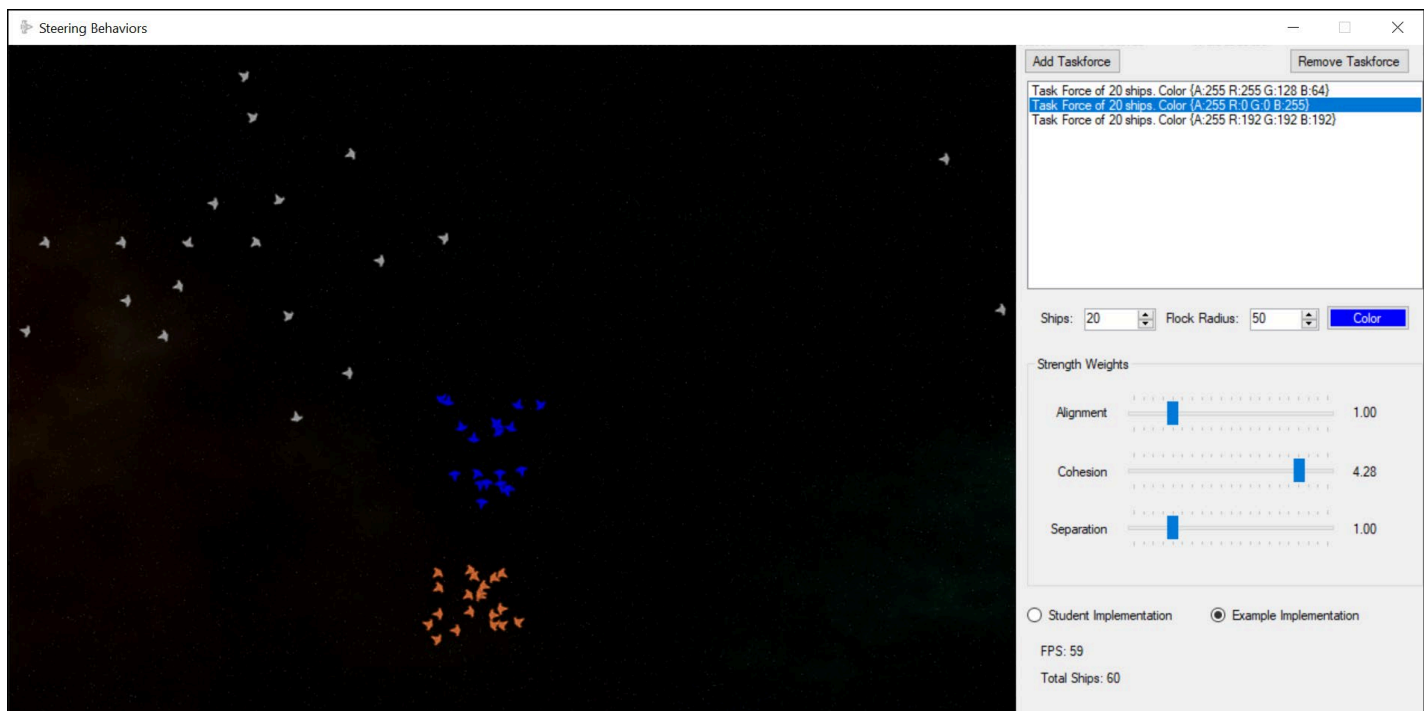 Steering Behaviors
Add Taskforce Remove Taskforce
Task Force of 20 ships. Color {A:255 R:255 G:128 B:64}
Task Force of 20 ships. Color {A:255 R:0 G:0 B:255}
Task Force of 20 ships. Color {A:255 R:192 G:192 B:192}
Ships: 20 Flock Radius: 50 Color
Strength Weights
Alignment 1.00
Cohesion 4.28
Separation 1.00
Student Implementation Example Implementation
FPS: 59
Total Ships: 60